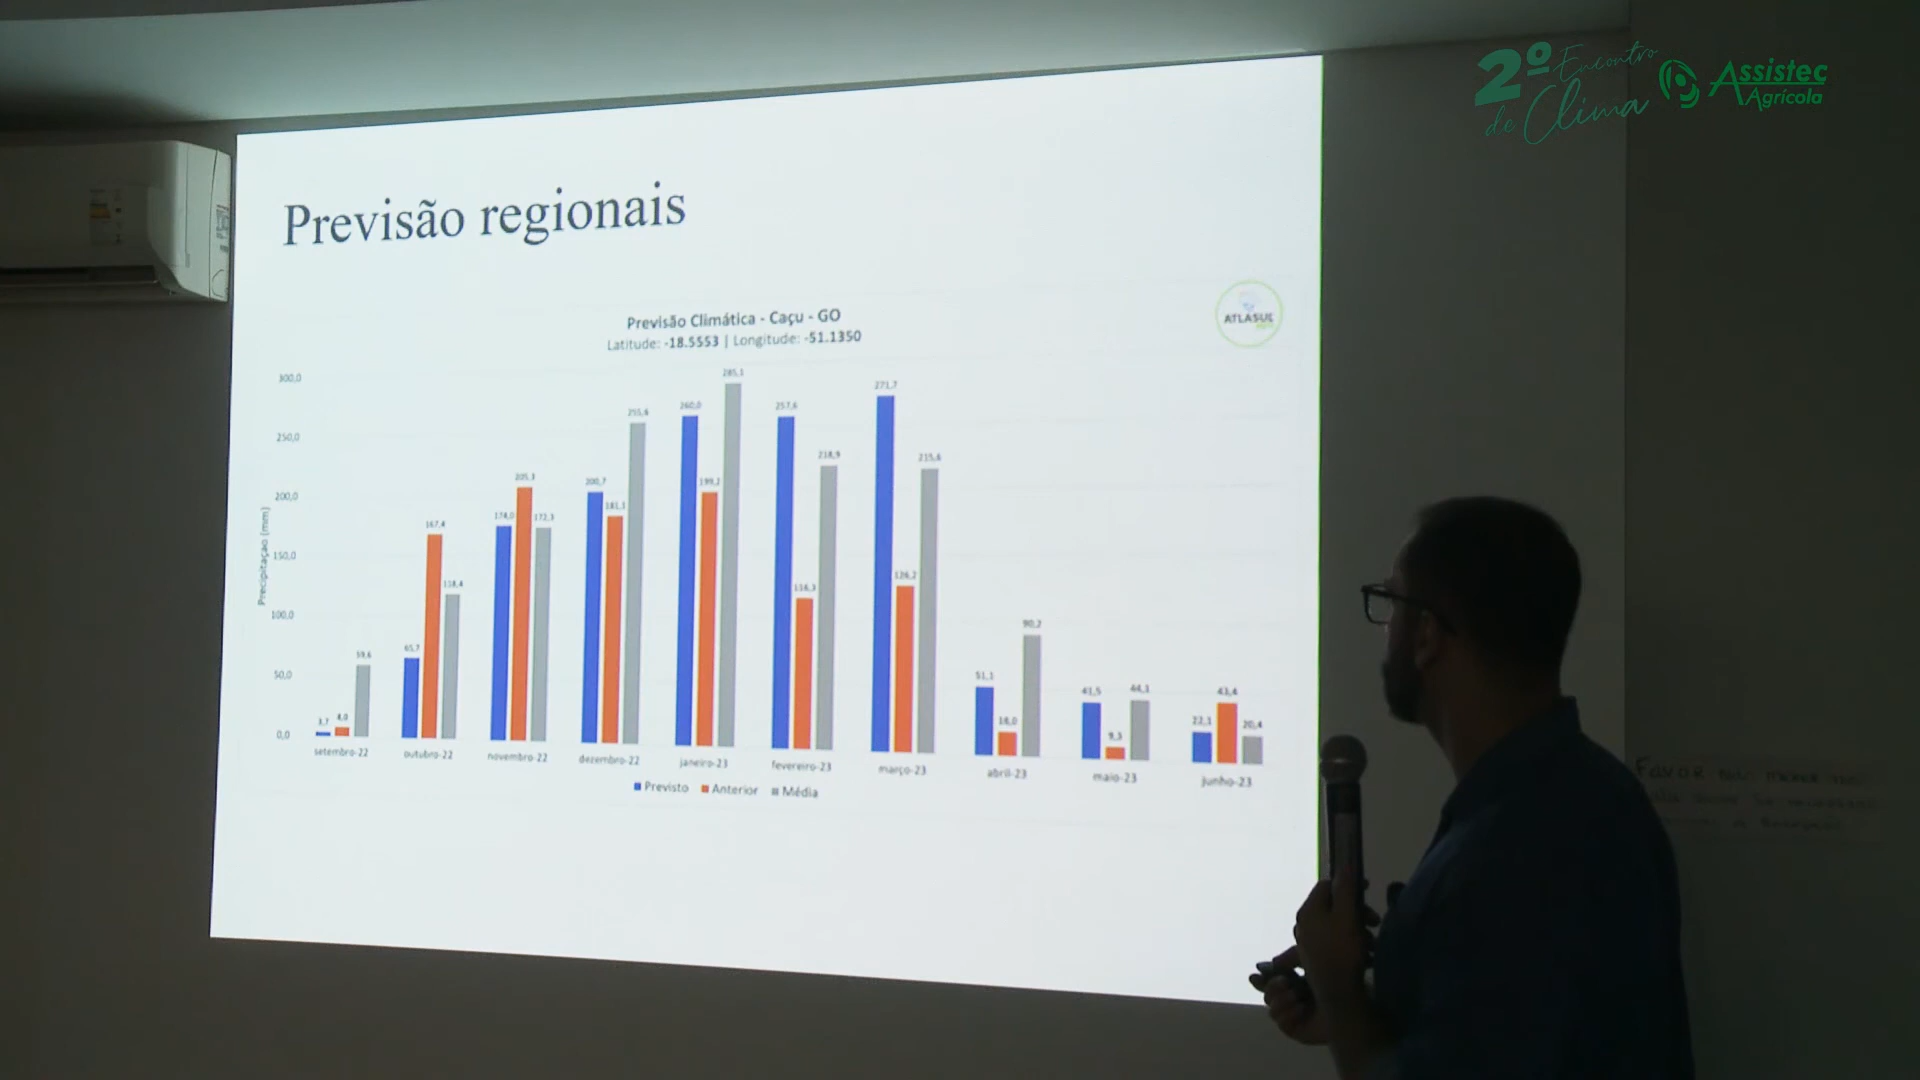 2º Encontro
de Clima
Assistec
Agrícola
Previsão regionais
ATLASUL
Previsão Climática - Caçu - GO
Latitude: -18.5553 | Longitude: -51.1350
Precipitação (mm)
300,0
250,0
200,0
150,0
100,0
50,0
0,0
3,7 4,0 59,6
65,7 167,4 118,4
174,0 205,3 172,3
200,7 181,1 255,6
260,0 199,2 285,1
257,6 116,3 218,9
271,7 126,2 215,6
51,1 18,0 90,2
41,5 9,3 44,1
22,1 43,4 20,4
setembro-22 outubro-22 novembro-22 dezembro-22 janeiro-23 fevereiro-23 março-23 abril-23 maio-23 junho-23
Previsto Anterior Média
Favor